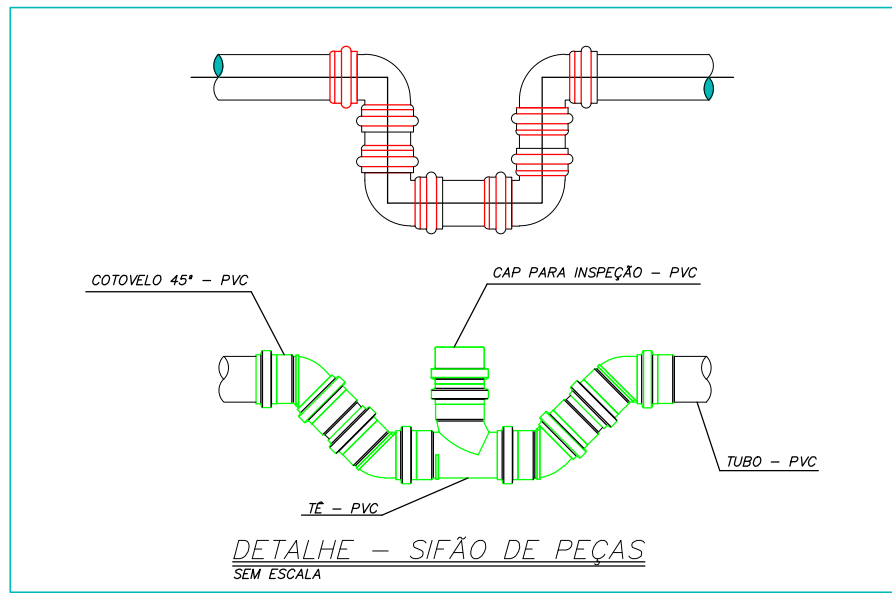 CAP PARA INSPEÇÃO - PVC
COTOVELO 45° - PVC
TUBO - PVC
TÊ - PVC
DETALHE - SIFÃO DE PEÇAS
SEM ESCALA